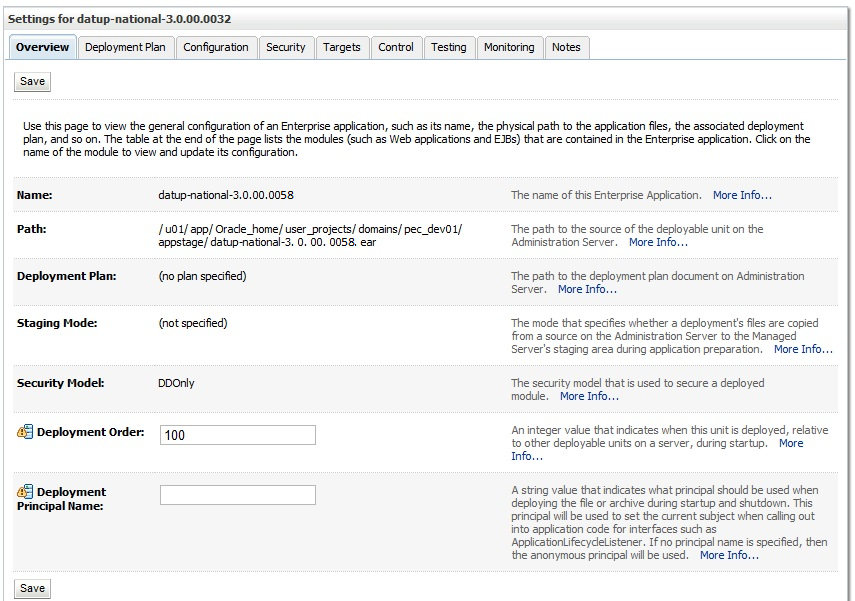 Settings for datup-national-3.0.00.0032
Overview Deployment Plan Configuration Security Targets Control Testing Monitoring Notes
Save
Use this page to view the general configuration of an Enterprise application, such as its name, the physical path to the application files, the associated deployment
plan, and so on. The table at the end of the page lists the modules (such as Web applications and EJBs) that are contained in the Enterprise application. Click on the
name of the module to view and update its configuration.
Name: datup-national-3.0.00.0058 The name of this Enterprise Application. More Info...
Path:
/ u01/ app/ Oracle_home/ user_projects/ domains/ pec_dev01/
appstage/ datup-national-3. 0. 00. 0058. ear
The path to the source of the deployable unit on the
Administration Server. More Info...
Deployment Plan: (no plan specified)
The path to the deployment plan document on Administration
Server. More Info...
Staging Mode: (not specified)
The mode that specifies whether a deployment's files are copied
from a source on the Administration Server to the Managed
Server's staging area during application preparation. More Info...
Security Model: DDOnly
The security model that is used to secure a deployed
module. More Info...
Deployment Order: 100
An integer value that indicates when this unit is deployed, relative
to other deployable units on a server, during startup. More
Info...
Deployment
Principal Name:
A string value that indicates what principal should be used when
deploying the file or archive during startup and shutdown. This
principal will be used to set the current subject when calling out
into application code for interfaces such as
ApplicationLifecycleListener. If no principal name is specified, then
the anonymous principal will be used. More Info...
Save